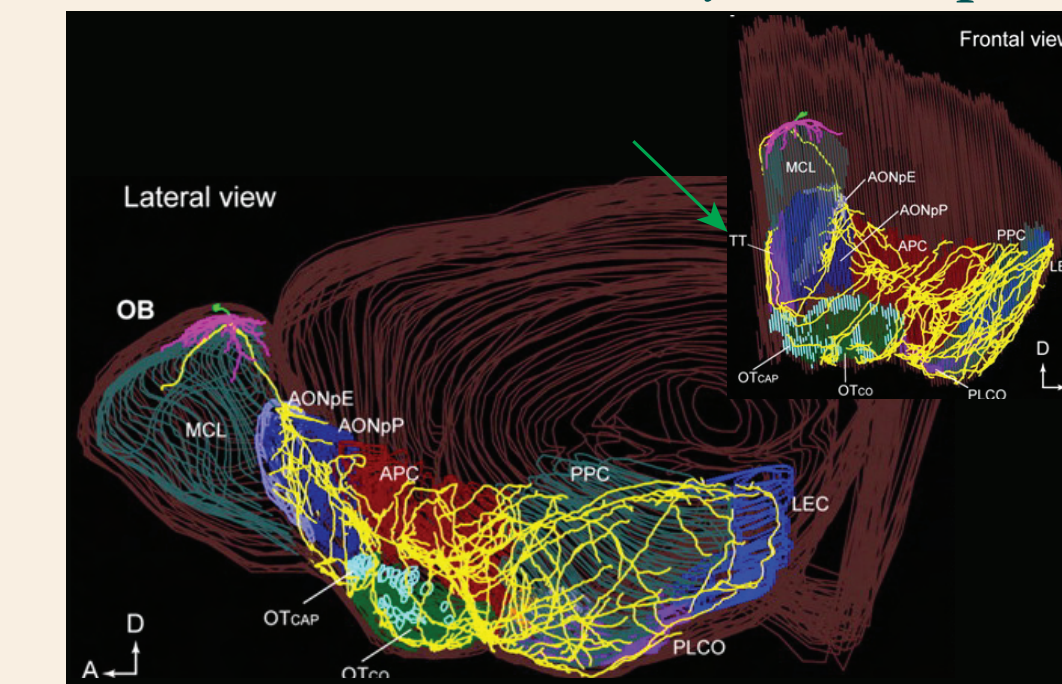 Frontal view
MCL
AONpE
AONpP
TT
APC
PPC
OTCAP
OTCO
PLCO
D
Lateral view
OB
AONpE
MCL
AONpP
APC
PPC
LEC
OTCAP
OTCO
PLCO
D
A